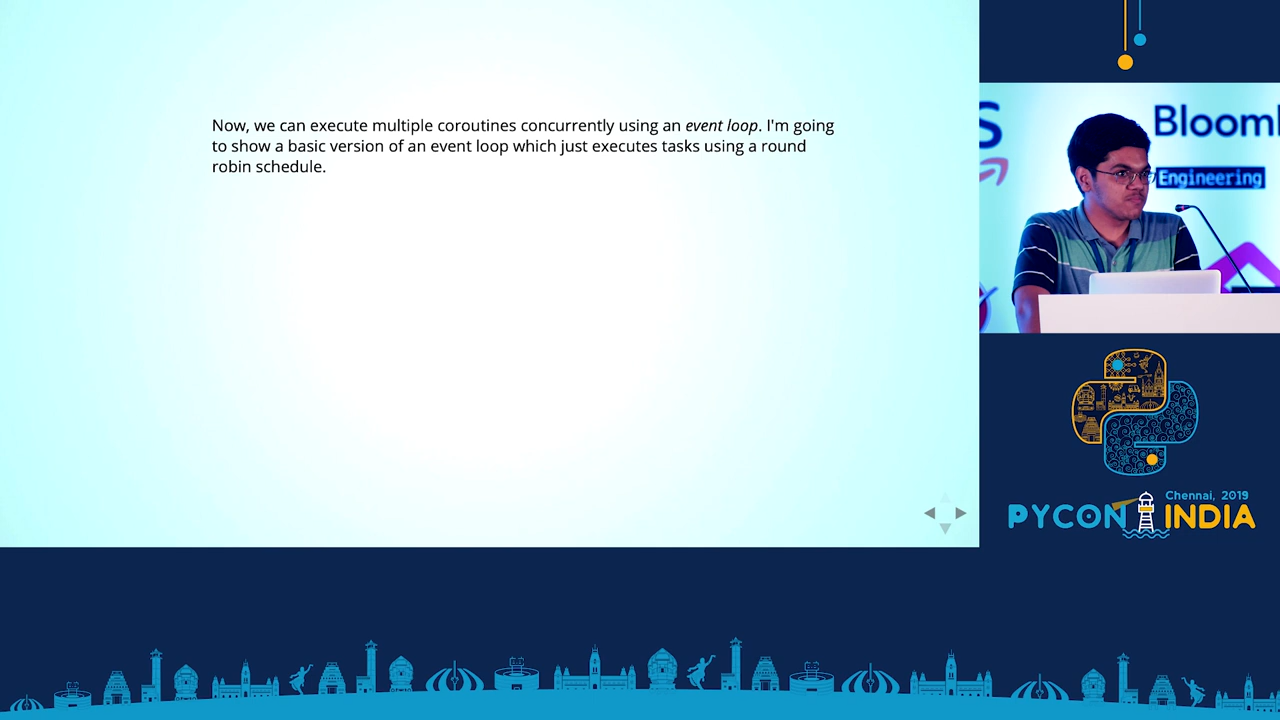 Now, we can execute multiple coroutines concurrently using an event loop. I'm going
to show a basic version of an event loop which just executes tasks using a round
robin schedule.
S
Engineering
Chennai, 2019
PYCON INDIA